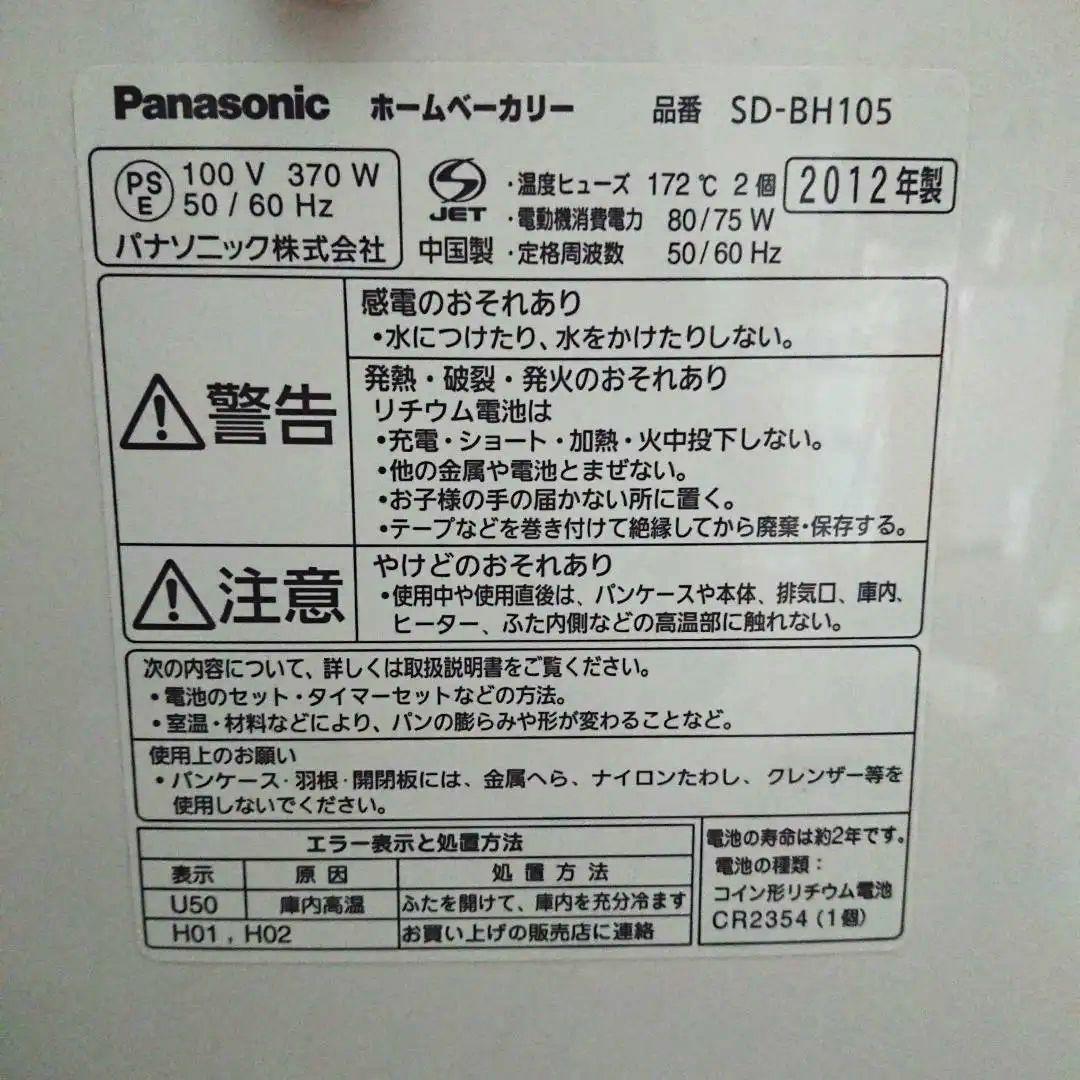 Panasonic ホームベーカリー 品番 SD-BH105
PS E 100 V 370 W
50 / 60 Hz
パナソニック株式会社
JET
中国製
・温度ヒューズ 172℃ 2個
・電動機消費電力 80/75 W
・定格周波数 50/60 Hz
2012年製
警告
感電のおそれあり
・水につけたり、水をかけたりしない。
発熱・破裂・発火のおそれあり
リチウム電池は
・充電・ショート・加熱・火中投下しない。
・他の金属や電池とまぜない。
・お子様の手の届かない所に置く。
・テープなどを巻き付けて絶縁してから廃棄・保存する。
注意
やけどのおそれあり
・使用中や使用直後は、パンケースや本体、排気口、庫内、
ヒーター、ふた内側などの高温部に触れない。
次の内容について、詳しくは取扱説明書をご覧ください。
・電池のセット・タイマーセットなどの方法。
・室温・材料などにより、パンの膨らみや形が変わることなど。
使用上のお願い
・パンケース・羽根・開閉板には、金属へら、ナイロンたわし、クレンザー等を
使用しないでください。
エラー表示と処置方法
表示 原因 処置方法
U50 庫内高温 ふたを開けて、庫内を充分冷ます
H01 , H02 お買い上げの販売店に連絡
電池の寿命は約2年です。
電池の種類：
コイン形リチウム電池
CR2354（1個）